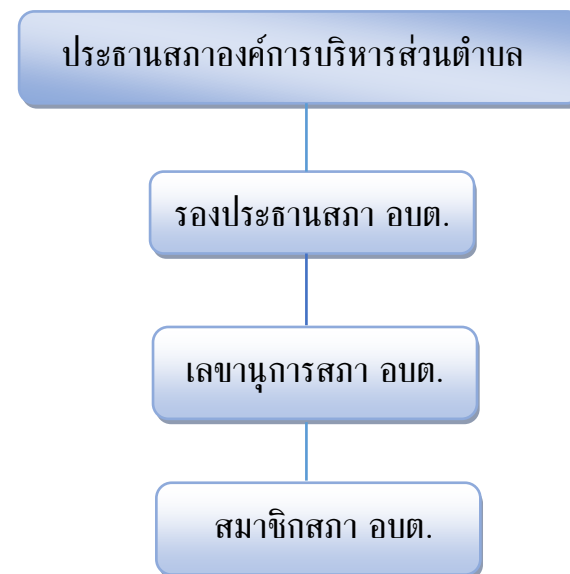 ประธานสภาองค์การบริหารส่วนตำบล
รองประธานสภา อบต.
เลขานุการสภา อบต.
สมาชิกสภา อบต.